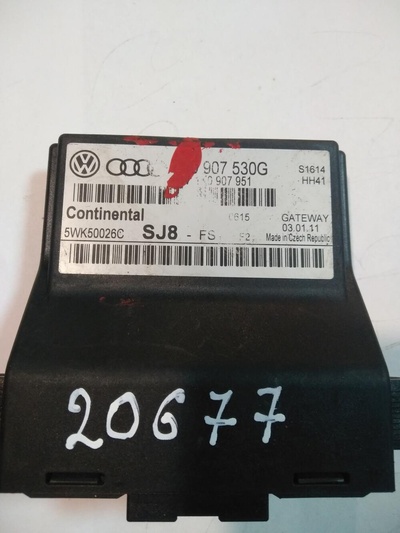 907 530G
S1614
907 951
HH41
Continental
GATEWAY
5WK50026C
SJ8 - FS
03.01.11
Made in Czech Republic
20677